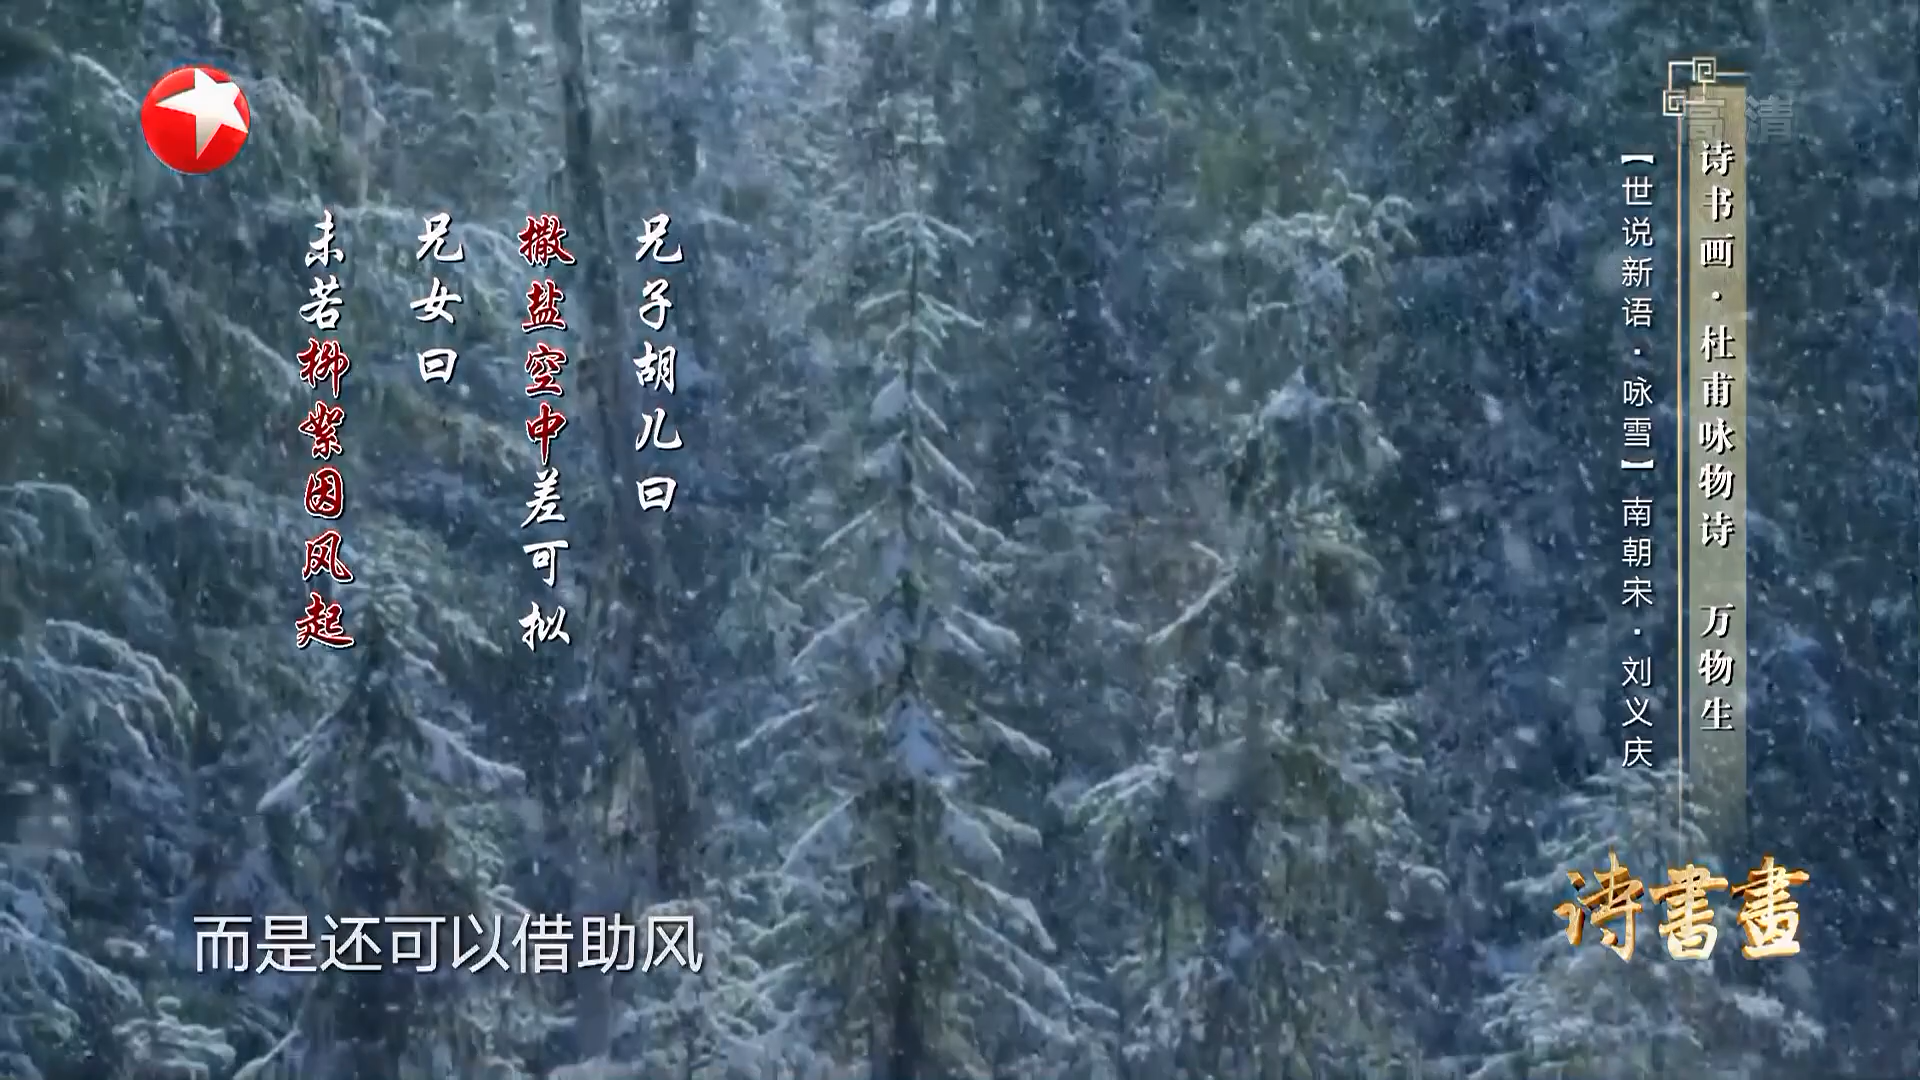 高清
诗书画·杜甫咏物诗 万物生
【世说新语·咏雪】南朝宋·刘义庆
兄子胡儿曰
撒盐空中差可拟
兄女曰
未若柳絮因风起
而是还可以借助风
诗書畫